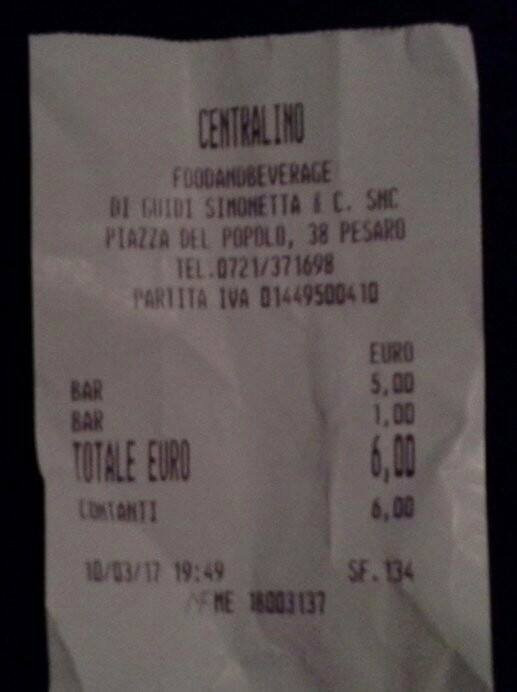 CENTRALINO
FOODANDBEVERAGE
DI GUIDI SIMONETTA & C. SNC
PIAZZA DEL POPOLO, 38 PESARO
TEL.0721/371698
PARTITA IVA 01449500410
EURO
BAR 5,00
BAR 1,00
TOTALE EURO 6,00
CONTANTI 6,00
10/03/17 19:49 SF.134
ME 18003137